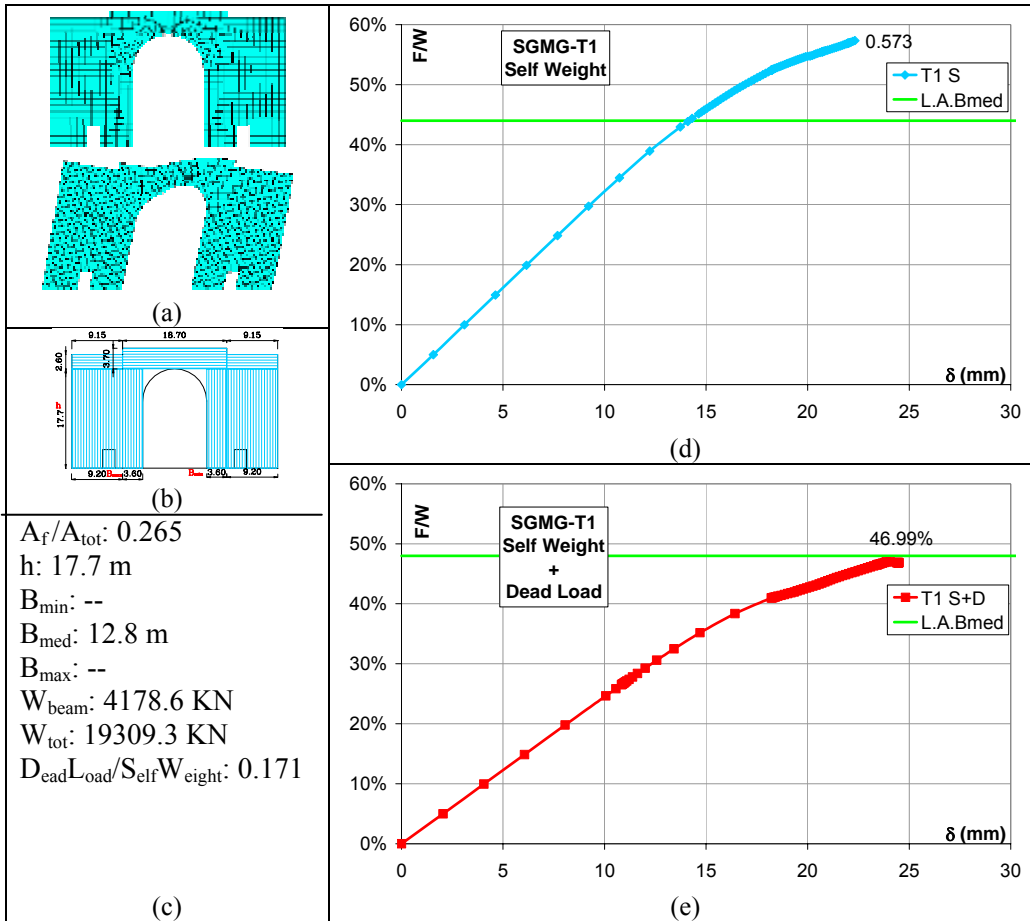 (a)
9.15 18.70 9.15
2.60
3.70
17.7 h
9.20 3.60 3.60 9.20
(b)
A_f/A_tot: 0.265
h: 17.7 m
B_min: --
B_med: 12.8 m
B_max: --
W_beam: 4178.6 KN
W_tot: 19309.3 KN
D_eadL_oad/S_elfW_eight: 0.171
(c)
60%
50%
40%
30%
20%
10%
0%
F/W
SGMG-T1
Self Weight
0.573
T1 S
L.A.Bmed
δ (mm)
0 5 10 15 20 25 30
(d)
60%
50%
40%
30%
20%
10%
0%
F/W
SGMG-T1
Self Weight
+
Dead Load
46.99%
T1 S+D
L.A.Bmed
δ (mm)
0 5 10 15 20 25 30
(e)